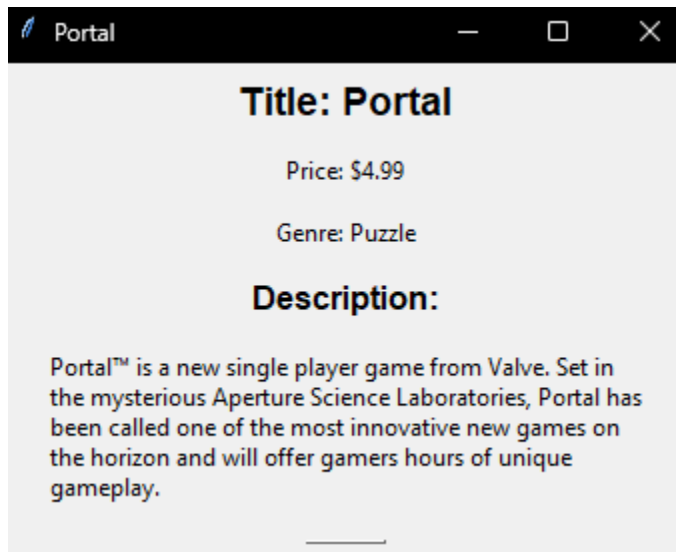 Portal
Title: Portal
Price: $4.99
Genre: Puzzle
Description:
Portal™ is a new single player game from Valve. Set in
the mysterious Aperture Science Laboratories, Portal has
been called one of the most innovative new games on
the horizon and will offer gamers hours of unique
gameplay.